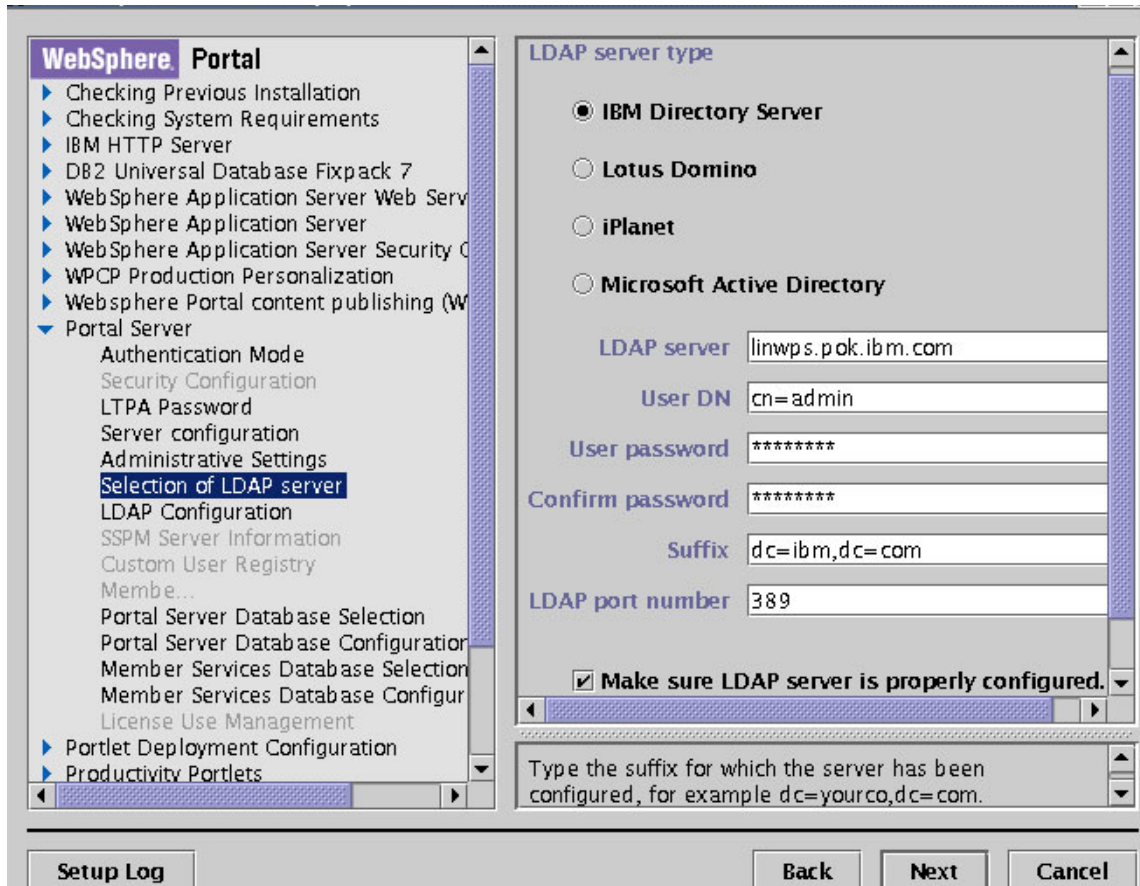 WebSphere. Portal
Checking Previous Installation
Checking System Requirements
IBM HTTP Server
DB2 Universal Database Fixpack 7
WebSphere Application Server Web Serv
WebSphere Application Server
WebSphere Application Server Security C
WPCP Production Personalization
Websphere Portal content publishing (W
Portal Server
Authentication Mode
Security Configuration
LTPA Password
Server configuration
Administrative Settings
Selection of LDAP server
LDAP Configuration
SSPM Server Information
Custom User Registry
Membe...
Portal Server Database Selection
Portal Server Database Configuration
Member Services Database Selection
Member Services Database Configur
License Use Management
Portlet Deployment Configuration
Productivity Portlets
LDAP server type
IBM Directory Server
Lotus Domino
iPlanet
Microsoft Active Directory
LDAP server linwps.pok.ibm.com
User DN cn=admin
User password ********
Confirm password ********
Suffix dc=ibm,dc=com
LDAP port number 389
Make sure LDAP server is properly configured.
Type the suffix for which the server has been
configured, for example dc=yourco,dc=com.
Setup Log Back Next Cancel